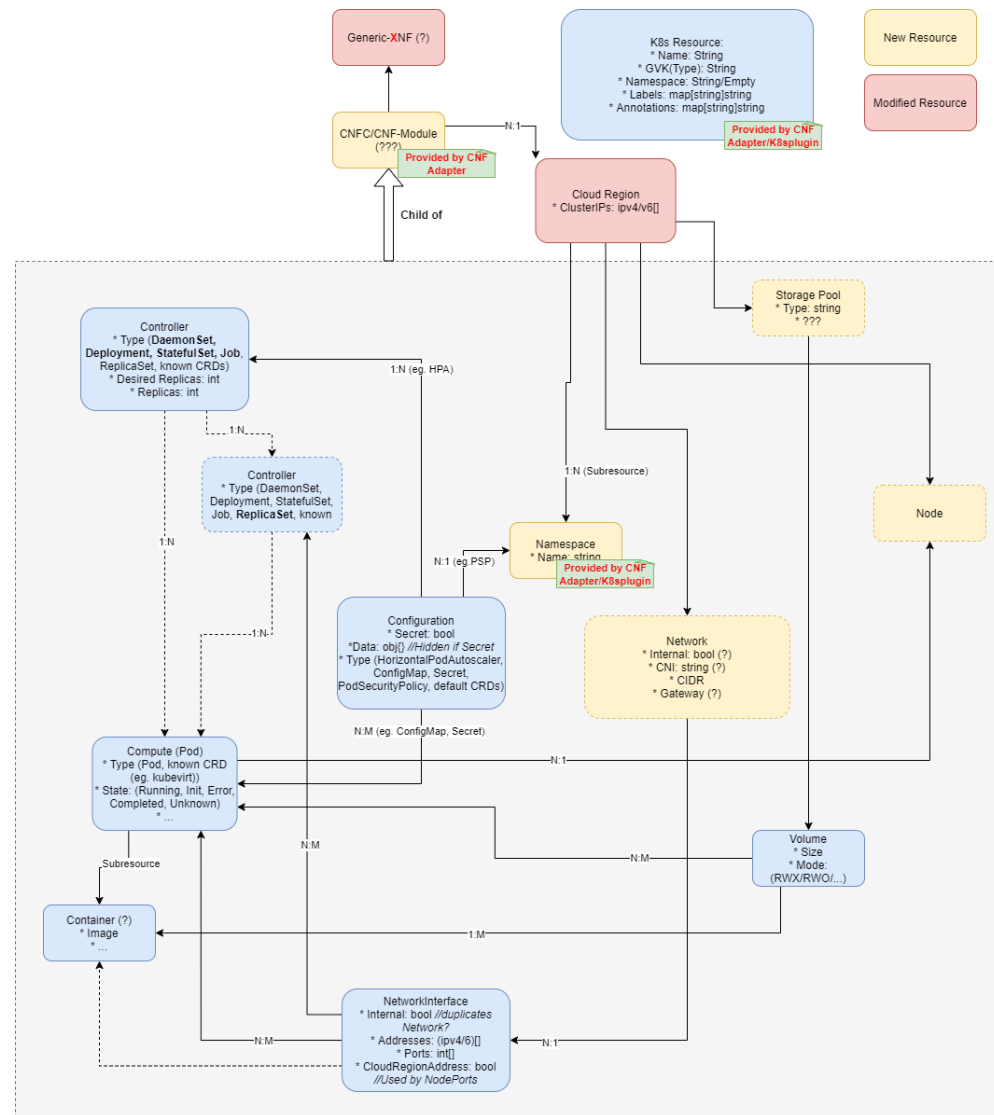 Generic-XNF (?)
K8s Resource:
* Name: String
* GVK(Type): String
* Namespace: String/Empty
* Labels: map[string]string
* Annotations: map[string]string
Provided by CNF
Adapter/K8splugin
New Resource
Modified Resource
CNFC/CNF-Module
(???)
Provided by CNF
Adapter
N:1
Child of
Cloud Region
* ClusterIPs: ipv4/v6[]
Storage Pool
* Type: string
* ???
Controller
* Type (DaemonSet,
Deployment, StatefulSet, Job,
ReplicaSet, known CRDs)
* Desired Replicas: int
* Replicas: int
1:N (eg. HPA)
1:N
Controller
* Type (DaemonSet,
Deployment, StatefulSet,
Job, ReplicaSet, known
1:N (Subresource)
Node
1:N
Namespace
* Name: string
Provided by CNF
Adapter/K8splugin
N:1 (eg.PSP)
Configuration
* Secret: bool
*Data: obj{} //Hidden if Secret
* Type (HorizontalPodAutoscaler,
ConfigMap, Secret,
PodSecurityPolicy, default CRDs)
1:N
Network
* Internal: bool (?)
* CNI: string (?)
* CIDR
* Gateway (?)
N:M (eg. ConfigMap, Secret)
Compute (Pod)
* Type (Pod, known CRD
(eg. kubevirt))
* State: (Running, Init, Error,
Completed, Unknown)
* ...
N:1
N:M
N:M
Volume
* Size
* Mode:
(RWX/RWO/...)
Subresource
Container (?)
* Image
* ...
1:M
NetworkInterface
* Internal: bool //duplicates
Network?
* Addresses: (ipv4/6)[]
* Ports: int[]
* CloudRegionAddress: bool
//Used by NodePorts
N:M
N:1